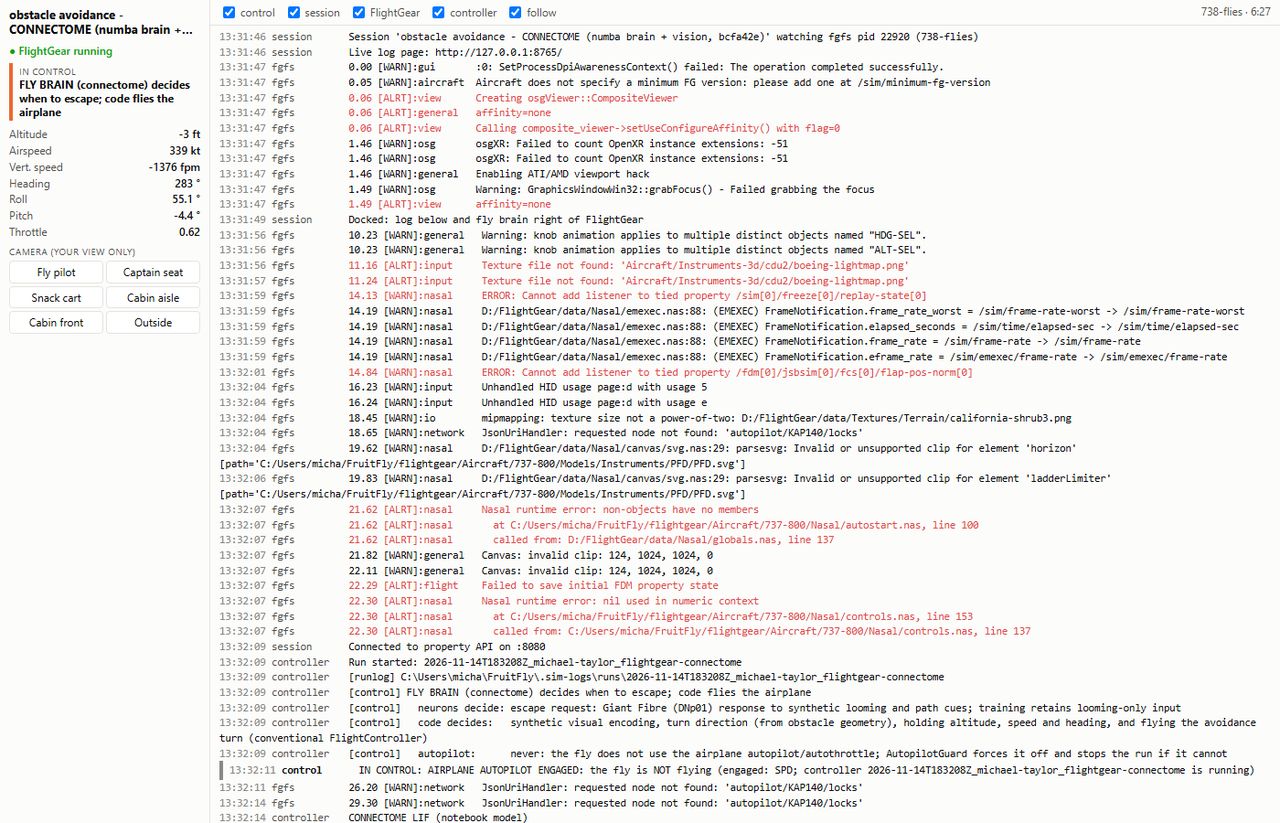 obstacle avoidance -
CONNECTOME (numba brain +...
● FlightGear running
IN CONTROL
FLY BRAIN (connectome) decides
when to escape; code flies the
airplane
Altitude -3 ft
Airspeed 339 kt
Vert. speed -1376 fpm
Heading 283 °
Roll 55.1 °
Pitch -4.4 °
Throttle 0.62
CAMERA (YOUR VIEW ONLY)
Fly pilot Captain seat
Snack cart Cabin aisle
Cabin front Outside
control session FlightGear controller follow 738-flies · 6:27
13:31:46 session Session 'obstacle avoidance - CONNECTOME (numba brain + vision, bcfa42e)' watching fgfs pid 22920 (738-flies)
13:31:46 session Live log page: http://127.0.0.1:8765/
13:31:47 fgfs 0.00 [WARN]:gui :0: SetProcessDpiAwarenessContext() failed: The operation completed successfully.
13:31:47 fgfs 0.05 [WARN]:aircraft Aircraft does not specify a minimum FG version: please add one at /sim/minimum-fg-version
13:31:47 fgfs 0.06 [ALRT]:view Creating osgViewer::CompositeViewer
13:31:47 fgfs 0.06 [ALRT]:general affinity=none
13:31:47 fgfs 0.06 [ALRT]:view Calling composite_viewer->setUseConfigureAffinity() with flag=0
13:31:47 fgfs 1.46 [WARN]:osg osgXR: Failed to count OpenXR instance extensions: -51
13:31:47 fgfs 1.46 [WARN]:osg osgXR: Failed to count OpenXR instance extensions: -51
13:31:47 fgfs 1.46 [WARN]:general Enabling ATI/AMD viewport hack
13:31:47 fgfs 1.49 [WARN]:osg Warning: GraphicsWindowWin32::grabFocus() - Failed grabbing the focus
13:31:47 fgfs 1.49 [ALRT]:view affinity=none
13:31:49 session Docked: log below and fly brain right of FlightGear
13:31:56 fgfs 10.23 [WARN]:general Warning: knob animation applies to multiple distinct objects named "HDG-SEL".
13:31:56 fgfs 10.23 [WARN]:general Warning: knob animation applies to multiple distinct objects named "ALT-SEL".
13:31:56 fgfs 11.16 [ALRT]:input Texture file not found: 'Aircraft/Instruments-3d/cdu2/boeing-lightmap.png'
13:31:57 fgfs 11.24 [ALRT]:input Texture file not found: 'Aircraft/Instruments-3d/cdu2/boeing-lightmap.png'
13:31:59 fgfs 14.13 [WARN]:nasal ERROR: Cannot add listener to tied property /sim[0]/freeze[0]/replay-state[0]
13:31:59 fgfs 14.19 [WARN]:nasal D:/FlightGear/data/Nasal/emexec.nas:88: (EMEXEC) FrameNotification.frame_rate_worst = /sim/frame-rate-worst -> /sim/frame-rate-worst
13:31:59 fgfs 14.19 [WARN]:nasal D:/FlightGear/data/Nasal/emexec.nas:88: (EMEXEC) FrameNotification.elapsed_seconds = /sim/time/elapsed-sec -> /sim/time/elapsed-sec
13:31:59 fgfs 14.19 [WARN]:nasal D:/FlightGear/data/Nasal/emexec.nas:88: (EMEXEC) FrameNotification.frame_rate = /sim/frame-rate -> /sim/frame-rate
13:31:59 fgfs 14.19 [WARN]:nasal D:/FlightGear/data/Nasal/emexec.nas:88: (EMEXEC) FrameNotification.eframe_rate = /sim/emexec/frame-rate -> /sim/emexec/frame-rate
13:32:01 fgfs 14.84 [WARN]:nasal ERROR: Cannot add listener to tied property /fdm[0]/jsbsim[0]/fcs[0]/flap-pos-norm[0]
13:32:04 fgfs 16.23 [WARN]:input Unhandled HID usage page:d with usage 5
13:32:04 fgfs 16.24 [WARN]:input Unhandled HID usage page:d with usage e
13:32:04 fgfs 18.45 [WARN]:io mipmapping: texture size not a power-of-two: D:/FlightGear/data/Textures/Terrain/california-shrub3.png
13:32:04 fgfs 18.65 [WARN]:network JsonUriHandler: requested node not found: 'autopilot/KAP140/locks'
13:32:04 fgfs 19.62 [WARN]:nasal D:/FlightGear/data/Nasal/canvas/svg.nas:29: parsesvg: Invalid or unsupported clip for element 'horizon'
[path='C:/Users/micha/FruitFly/flightgear/Aircraft/737-800/Models/Instruments/PFD/PFD.svg']
13:32:06 fgfs 19.83 [WARN]:nasal D:/FlightGear/data/Nasal/canvas/svg.nas:29: parsesvg: Invalid or unsupported clip for element 'ladderLimiter'
[path='C:/Users/micha/FruitFly/flightgear/Aircraft/737-800/Models/Instruments/PFD/PFD.svg']
13:32:07 fgfs 21.62 [ALRT]:nasal Nasal runtime error: non-objects have no members
13:32:07 fgfs 21.62 [ALRT]:nasal at C:/Users/micha/FruitFly/flightgear/Aircraft/737-800/Nasal/autostart.nas, line 100
13:32:07 fgfs 21.62 [ALRT]:nasal called from: D:/FlightGear/data/Nasal/globals.nas, line 137
13:32:07 fgfs 21.82 [WARN]:general Canvas: invalid clip: 124, 1024, 1024, 0
13:32:07 fgfs 22.11 [WARN]:general Canvas: invalid clip: 124, 1024, 1024, 0
13:32:07 fgfs 22.29 [ALRT]:flight Failed to save initial FDM property state
13:32:07 fgfs 22.30 [ALRT]:nasal Nasal runtime error: nil used in numeric context
13:32:07 fgfs 22.30 [ALRT]:nasal at C:/Users/micha/FruitFly/flightgear/Aircraft/737-800/Nasal/controls.nas, line 153
13:32:07 fgfs 22.30 [ALRT]:nasal called from: C:/Users/micha/FruitFly/flightgear/Aircraft/737-800/Nasal/controls.nas, line 137
13:32:09 session Connected to property API on :8080
13:32:09 controller Run started: 2026-11-14T183208Z_michael-taylor_flightgear-connectome
13:32:09 controller [runlog] C:\Users\micha\FruitFly\.sim-logs\runs\2026-11-14T183208Z_michael-taylor_flightgear-connectome
13:32:09 controller [control] FLY BRAIN (connectome) decides when to escape; code flies the airplane
13:32:09 controller [control] neurons decide: escape request: Giant Fibre (DNp01) response to synthetic looming and path cues; training retains looming-only input
13:32:09 controller [control] code decides: synthetic visual encoding, turn direction (from obstacle geometry), holding altitude, speed and heading, and flying the avoidance
turn (conventional FlightController)
13:32:09 controller [control] autopilot: never: the fly does not use the airplane autopilot/autothrottle; AutopilotGuard forces it off and stops the run if it cannot
13:32:11 control IN CONTROL: AIRPLANE AUTOPILOT ENGAGED: the fly is NOT flying (engaged: SPD; controller 2026-11-14T183208Z_michael-taylor_flightgear-connectome is running)
13:32:11 fgfs 26.20 [WARN]:network JsonUriHandler: requested node not found: 'autopilot/KAP140/locks'
13:32:14 fgfs 29.30 [WARN]:network JsonUriHandler: requested node not found: 'autopilot/KAP140/locks'
13:32:14 controller CONNECTOME LIF (notebook model)